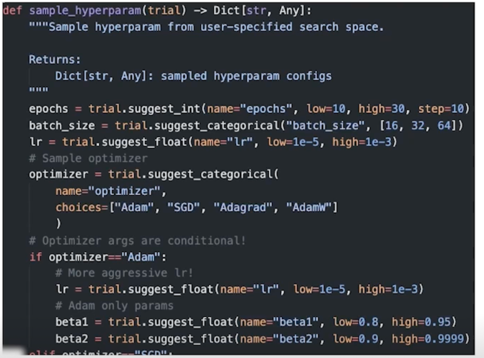 def sample_hyperparam(trial) -> Dict[str, Any]:
"""Sample hyperparam from user-specified search space.
Returns:
Dict[str, Any]: sampled hyperparam configs
"""
epochs = trial.suggest_int(name="epochs", low=10, high=30, step=10)
batch_size = trial.suggest_categorical("batch_size", [16, 32, 64])
lr = trial.suggest_float(name="lr", low=1e-5, high=1e-3)
# Sample optimizer
optimizer = trial.suggest_categorical(
name="optimizer",
choices=["Adam", "SGD", "Adagrad", "AdamW"]
)
# Optimizer args are conditional!
if optimizer=="Adam":
# More aggressive lr!
lr = trial.suggest_float(name="lr", low=1e-5, high=1e-3)
# Adam only params
beta1 = trial.suggest_float(name="beta1", low=0.8, high=0.95)
beta2 = trial.suggest_float(name="beta2", low=0.9, high=0.9999)
elif optimizer=="SGD":